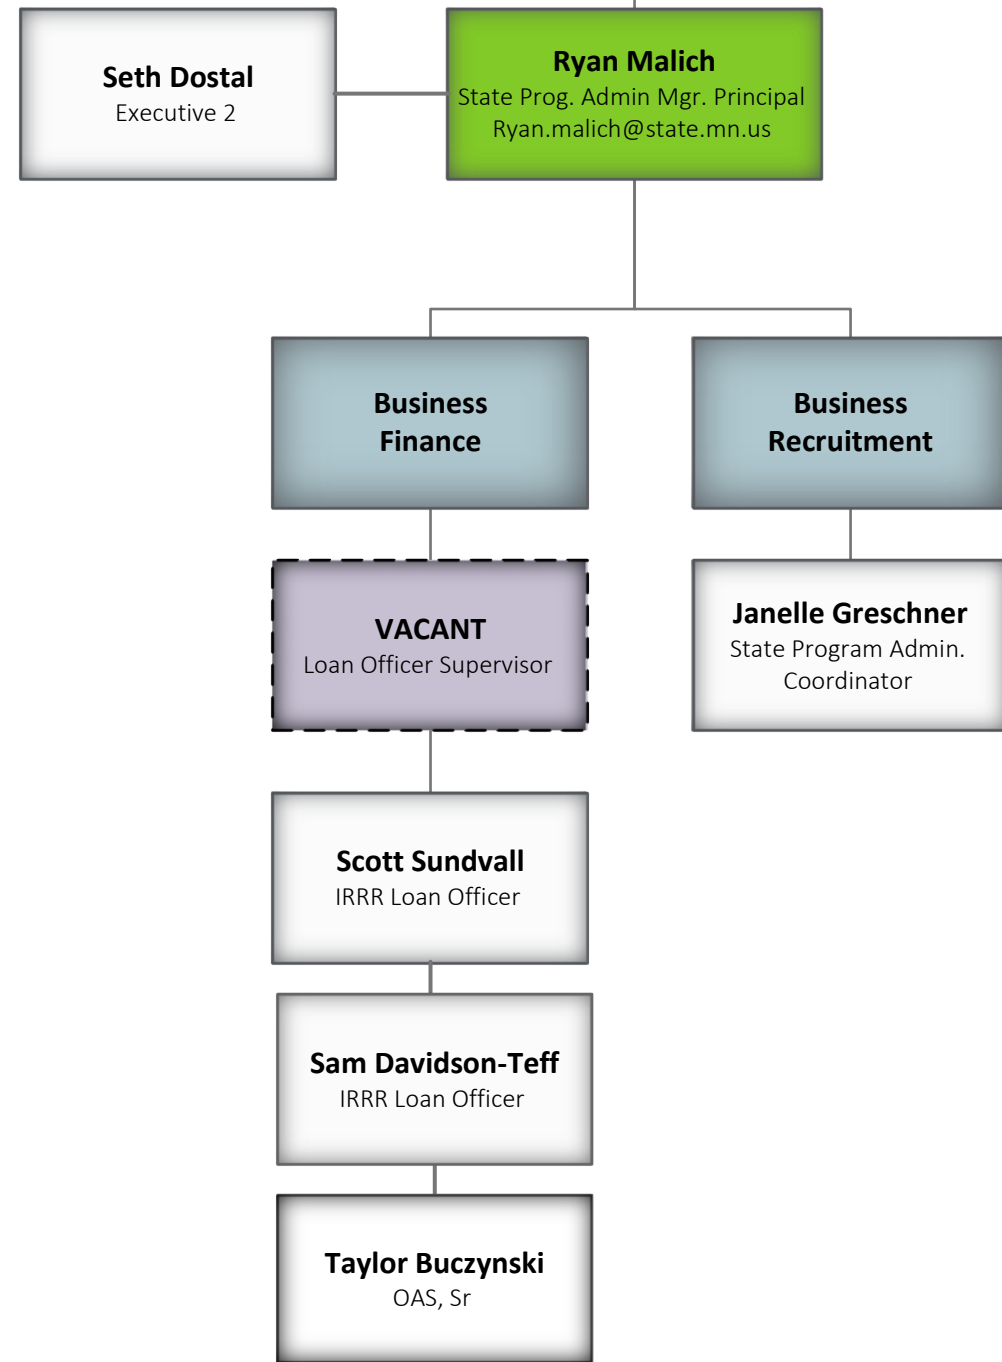 Seth Dostal
Executive 2
Ryan Malich
State Prog. Admin Mgr. Principal
Ryan.malich@state.mn.us
Business
Finance
Business
Recruitment
VACANT
Loan Officer Supervisor
Janelle Greschner
State Program Admin.
Coordinator
Scott Sundvall
IRRR Loan Officer
Sam Davidson-Teff
IRRR Loan Officer
Taylor Buczynski
OAS, Sr